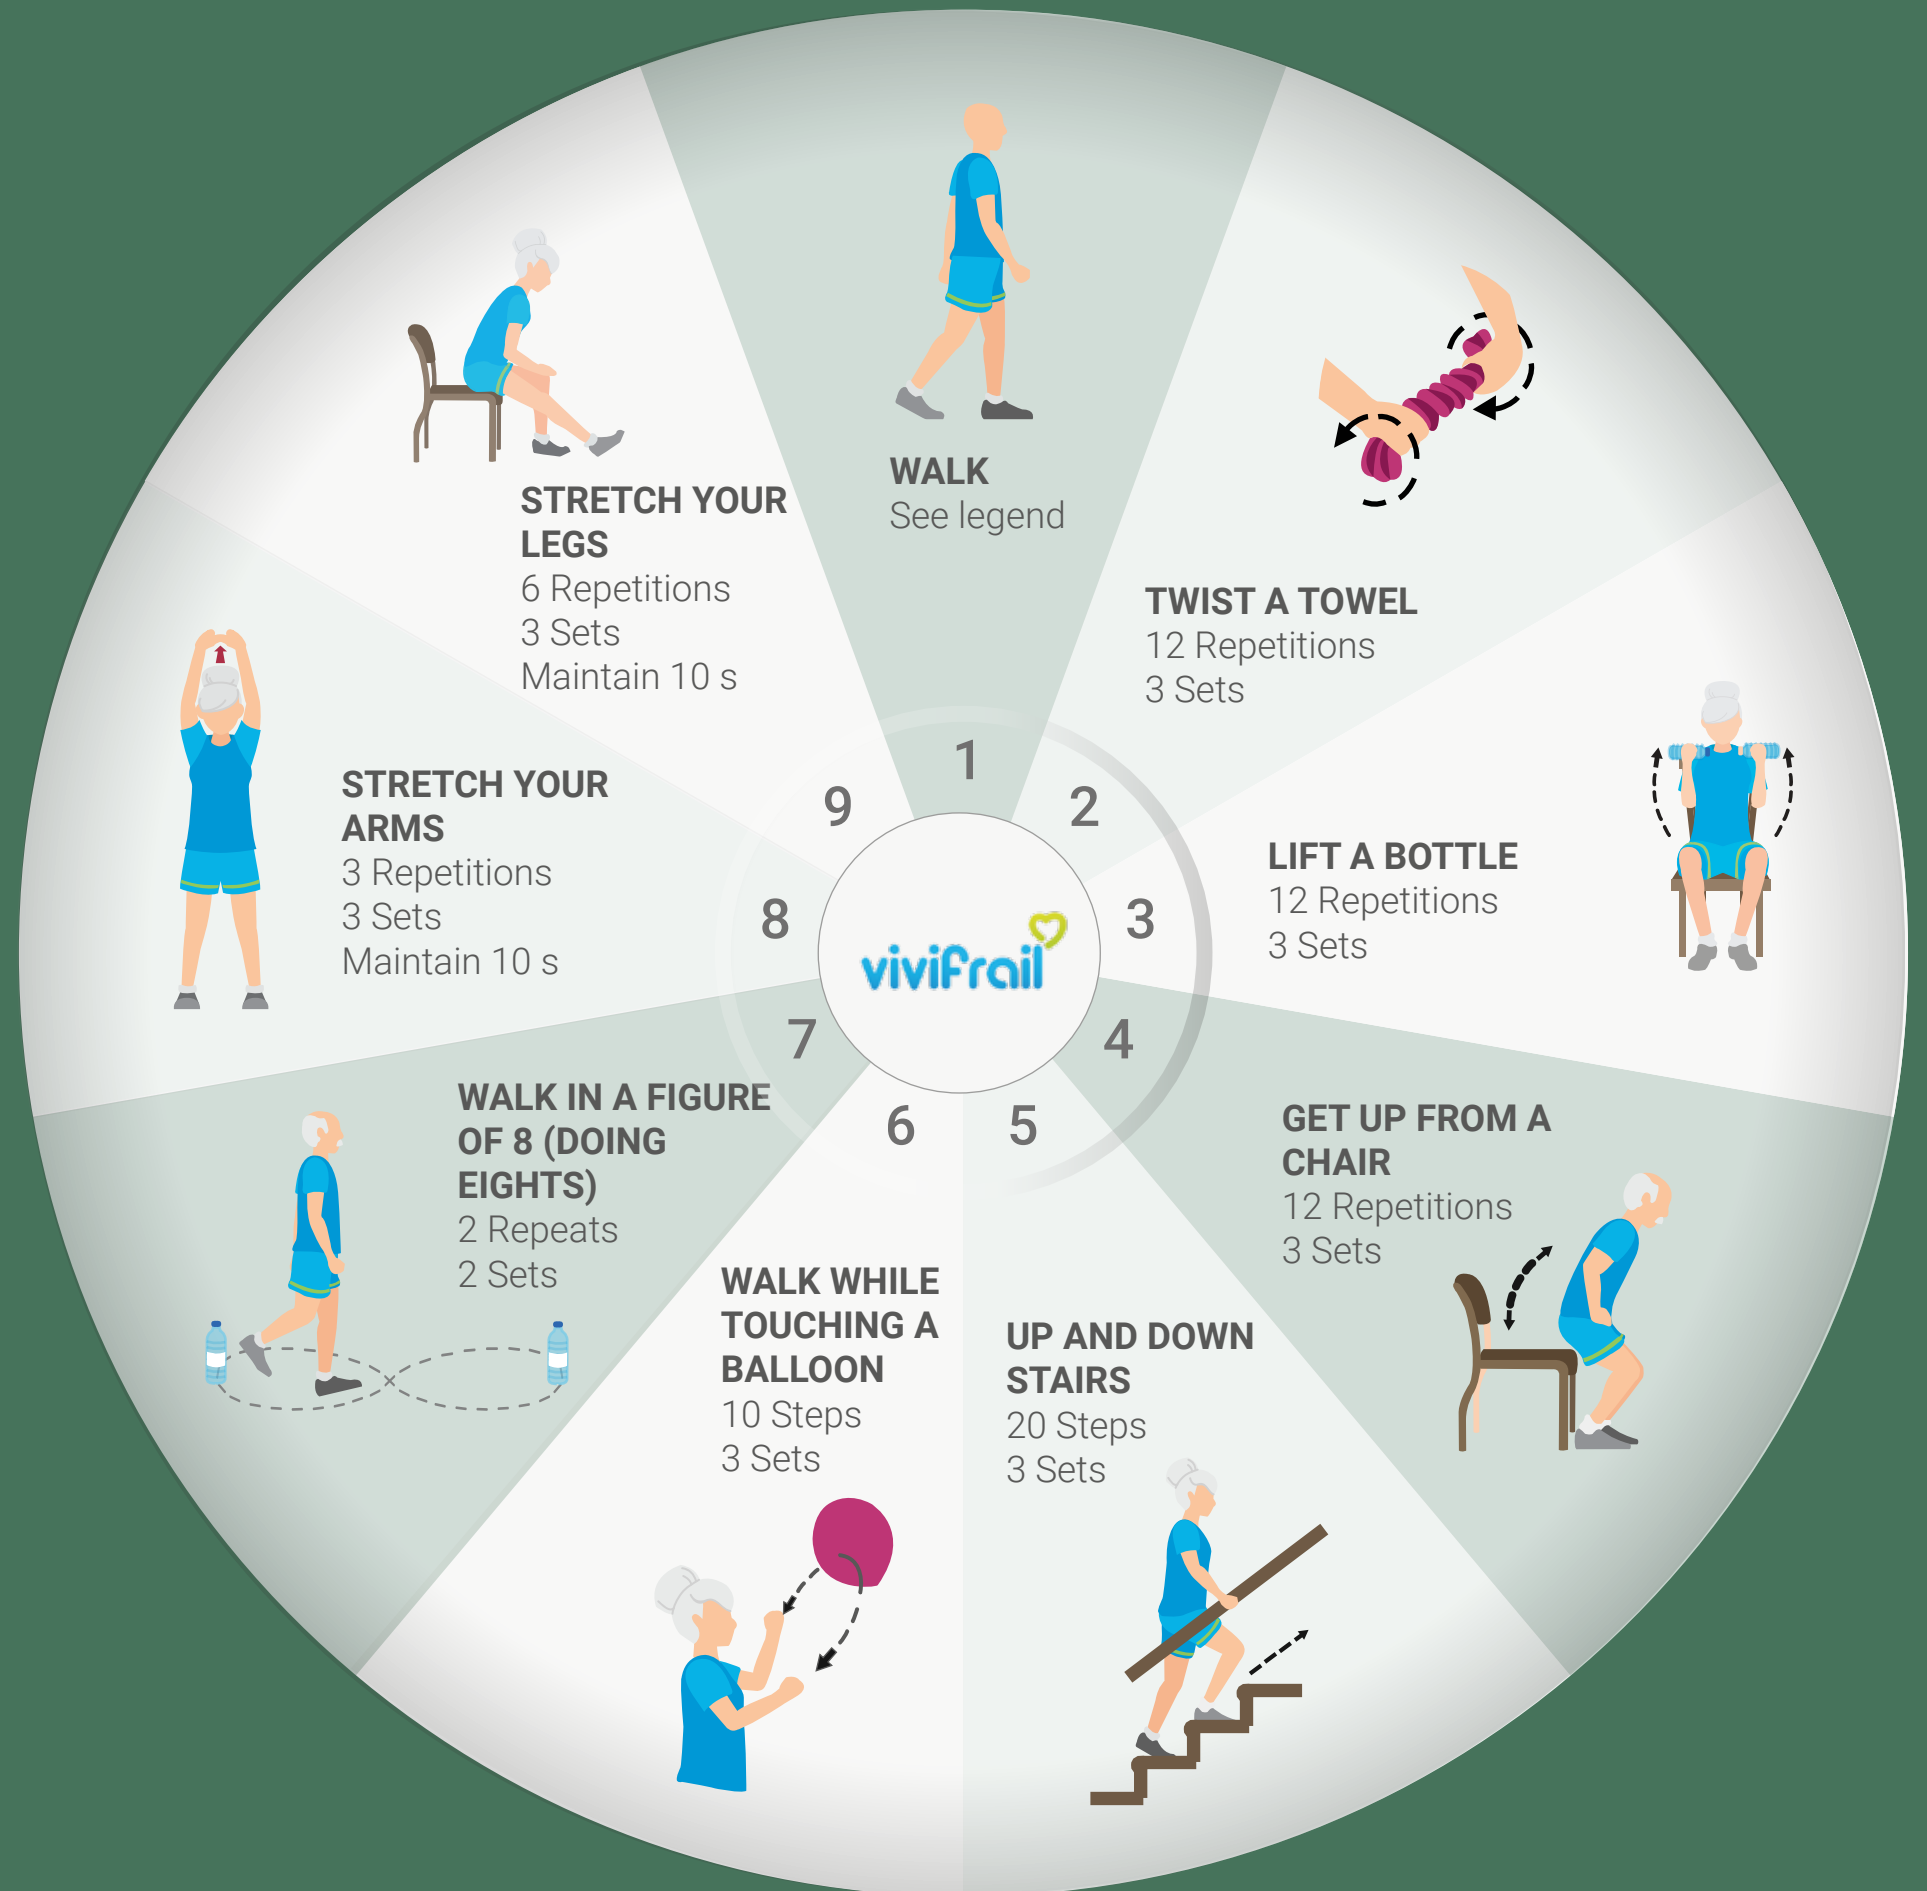 1
WALK
See legend
2
TWIST A TOWEL
12 Repetitions
3 Sets
3
LIFT A BOTTLE
12 Repetitions
3 Sets
4
GET UP FROM A
CHAIR
12 Repetitions
3 Sets
5
UP AND DOWN
STAIRS
20 Steps
3 Sets
6
WALK WHILE
TOUCHING A
BALLOON
10 Steps
3 Sets
7
WALK IN A FIGURE
OF 8 (DOING
EIGHTS)
2 Repeats
2 Sets
8
STRETCH YOUR
ARMS
3 Repetitions
3 Sets
Maintain 10 s
9
STRETCH YOUR
LEGS
6 Repetitions
3 Sets
Maintain 10 s
vivifrail